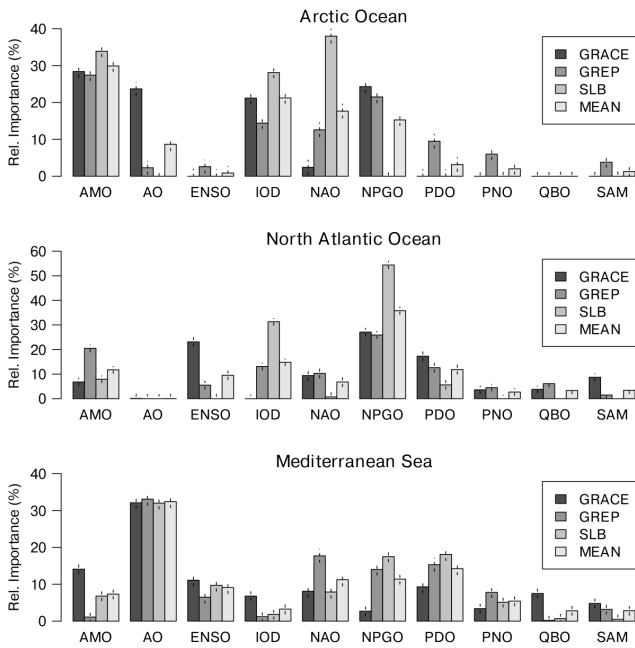 Arctic Ocean
Rel. Importance (%)
40
30
20
10
0
GRACE
GREP
SLB
MEAN
AMO AO ENSO IOD NAO NPGO PDO PNO QBO SAM
North Atlantic Ocean
Rel. Importance (%)
60
50
40
30
20
10
0
GRACE
GREP
SLB
MEAN
AMO AO ENSO IOD NAO NPGO PDO PNO QBO SAM
Mediterranean Sea
Rel. Importance (%)
40
30
20
10
0
GRACE
GREP
SLB
MEAN
AMO AO ENSO IOD NAO NPGO PDO PNO QBO SAM